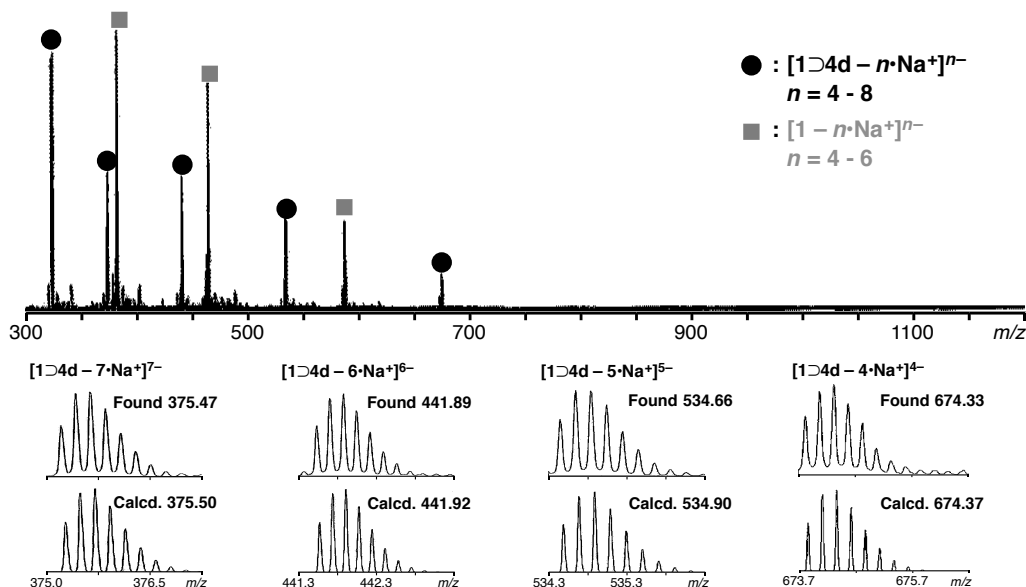 : [1⊃4d – n•Na⁺]ⁿ⁻
n = 4 - 8
: [1 – n•Na⁺]ⁿ⁻
n = 4 - 6
300 500 700 900 1100 m/z
[1⊃4d – 7•Na⁺]⁷⁻ [1⊃4d – 6•Na⁺]⁶⁻ [1⊃4d – 5•Na⁺]⁵⁻ [1⊃4d – 4•Na⁺]⁴⁻
Found 375.47 Found 441.89 Found 534.66 Found 674.33
Calcd. 375.50 Calcd. 441.92 Calcd. 534.90 Calcd. 674.37
375.0 376.5 m/z 441.3 442.3 m/z 534.3 535.3 m/z 673.7 675.7 m/z